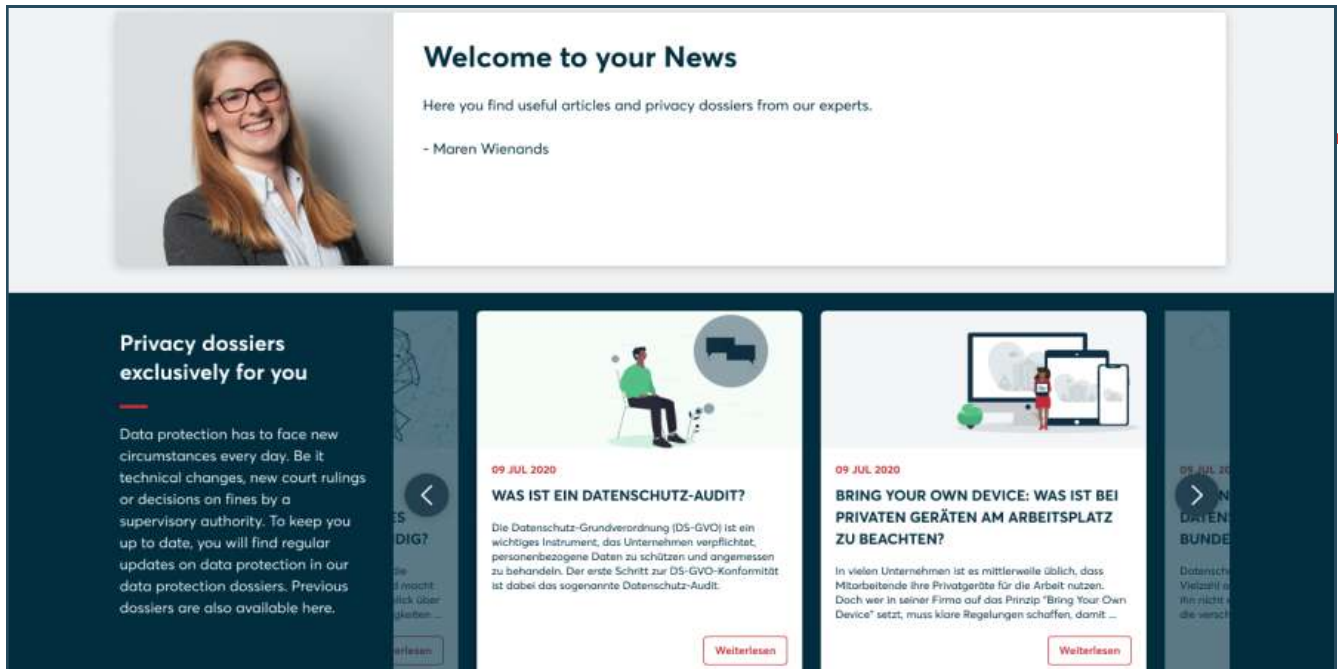 Welcome to your News
Here you find useful articles and privacy dossiers from our experts.
- Maren Wienands
Privacy dossiers
exclusively for you
Data protection has to face new
circumstances every day. Be it
technical changes, new court rulings
or decisions on fines by a
supervisory authority. To keep you
up to date, you will find regular
updates on data protection in our
data protection dossiers. Previous
dossiers are also available here.
DIG?
macht
09 JUL 2020
WAS IST EIN DATENSCHUTZ-AUDIT?
Die Datenschutz-Grundverordnung (DS-GVO) ist ein
wichtiges Instrument, das Unternehmen verpflichtet,
personenbezogene Daten zu schützen und angemessen
zu behandeln. Der erste Schritt zur DS-GVO-Konformität
ist dabei das sogenannte Datenschutz-Audit.
Weiterlesen
09 JUL 2020
BRING YOUR OWN DEVICE: WAS IST BEI
PRIVATEN GERÄTEN AM ARBEITSPLATZ
ZU BEACHTEN?
In vielen Unternehmen ist es mittlerweile üblich, dass
Mitarbeitende ihre Privatgeräte für die Arbeit nutzen.
Doch wer in seiner Firma auf das Prinzip "Bring Your Own
Device" setzt, muss klare Regelungen schaffen, damit ...
Weiterlesen
DATEN
BUNDE